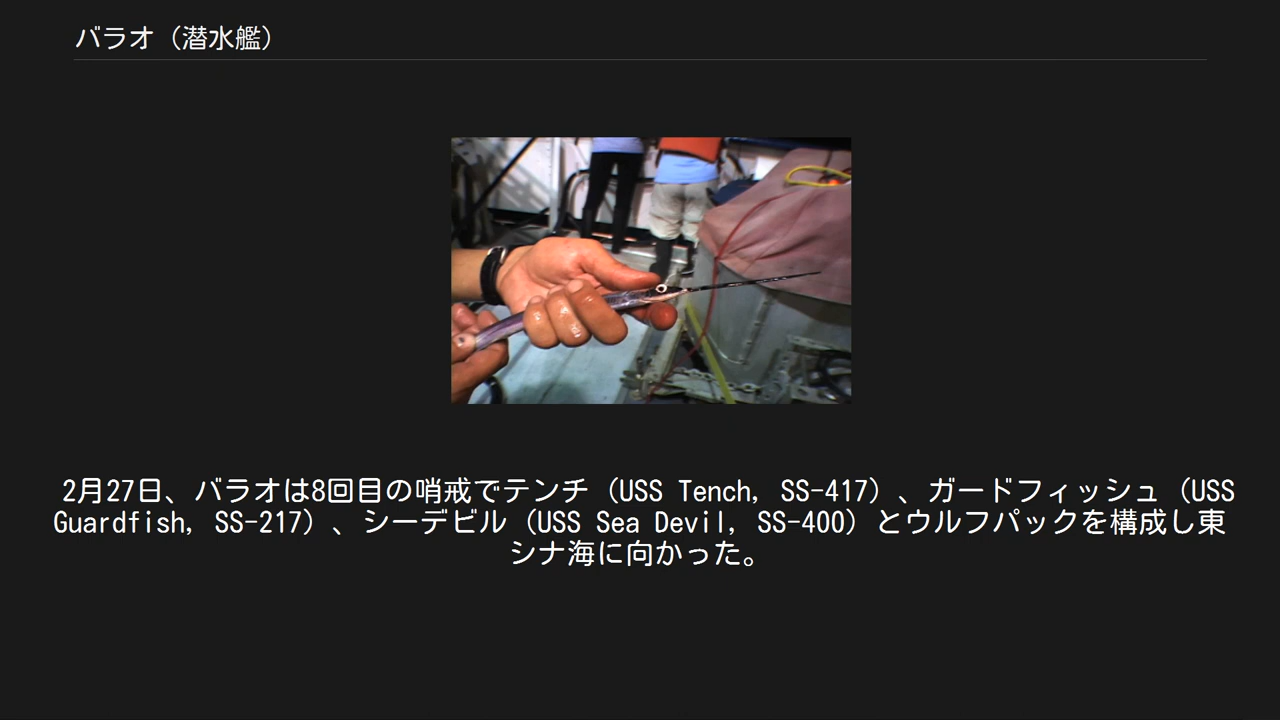 バラオ（潜水艦）
2月27日、バラオは8回目の哨戒でテンチ（USS Tench, SS-417）、ガードフィッシュ（USS
Guardfish, SS-217）、シーデビル（USS Sea Devil, SS-400）とウルフパックを構成し東
シナ海に向かった。